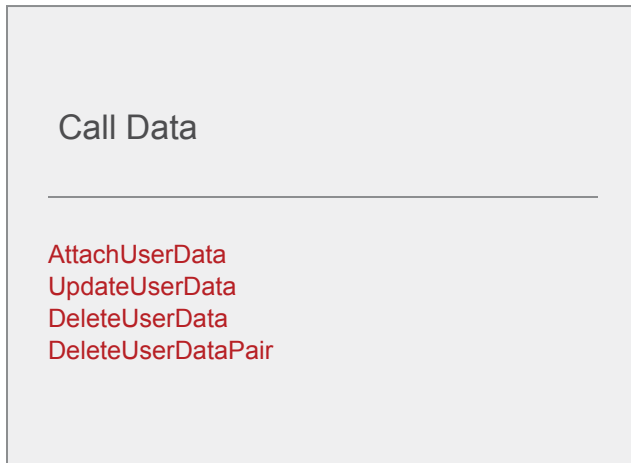 Call Data
AttachUserData
UpdateUserData
DeleteUserData
DeleteUserDataPair